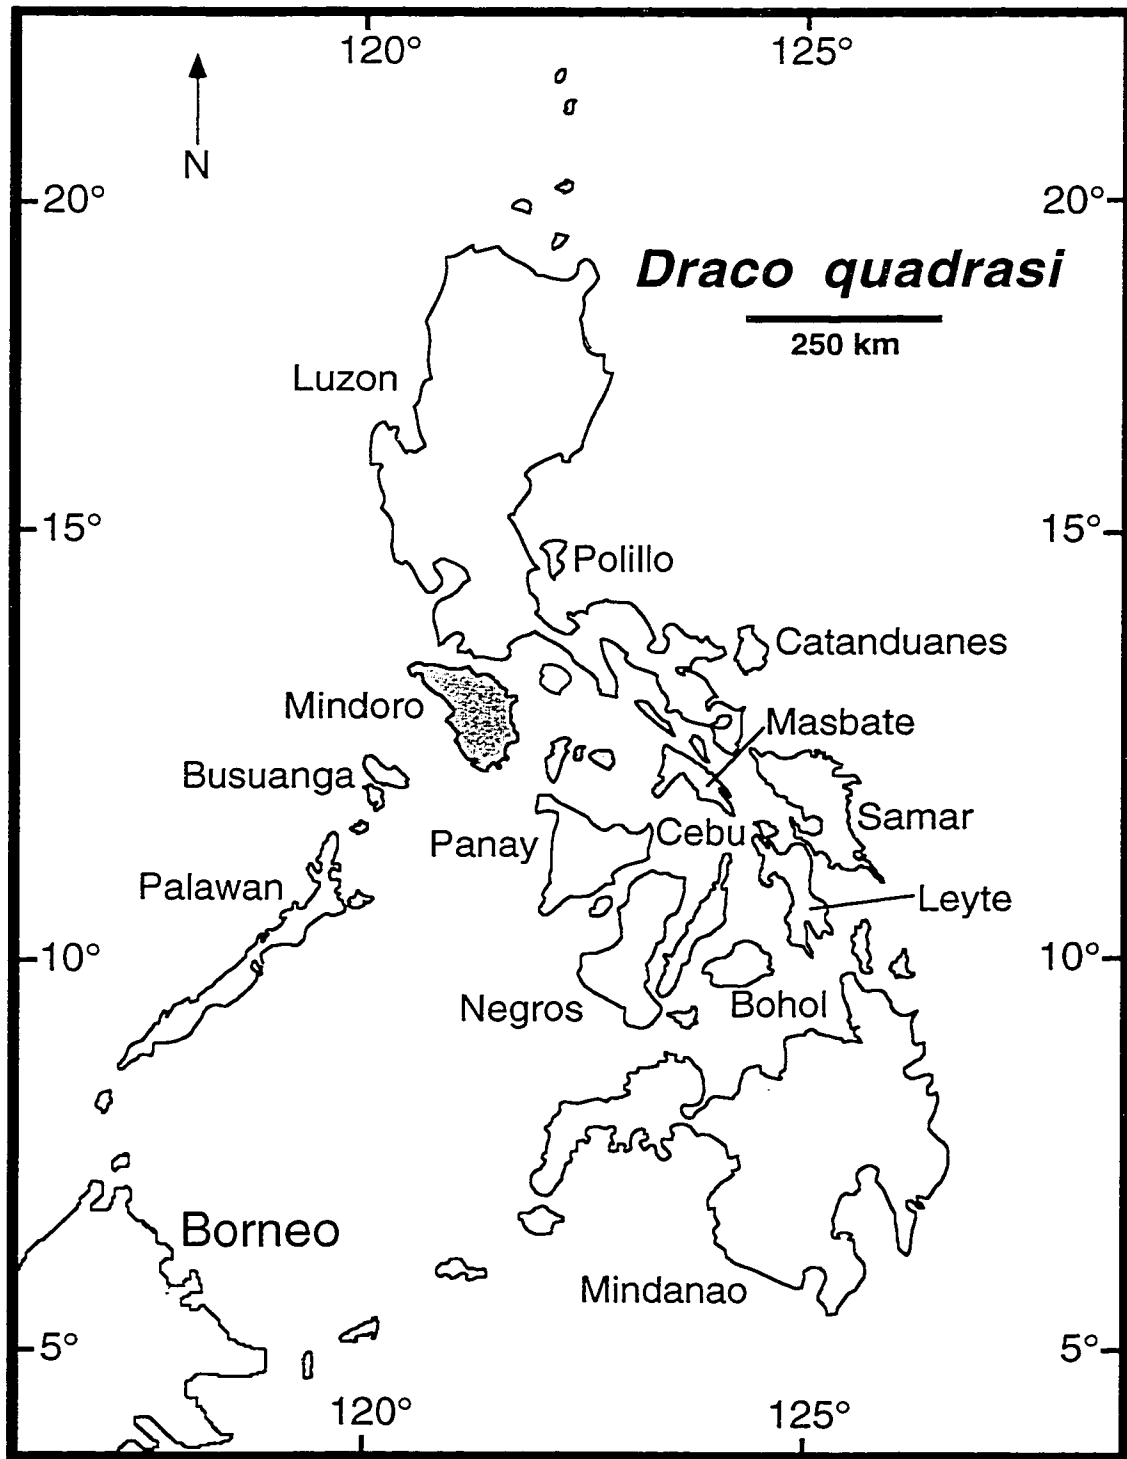 120°
125°
N
20°
20°
Draco quadrasi
250 km
Luzon
15°
15°
Polillo
Catanduanes
Mindoro
Masbate
Busuanga
Samar
Cebu
Panay
Palawan
Leyte
10°
10°
Negros
Bohol
Borneo
Mindanao
5°
5°
120°
125°